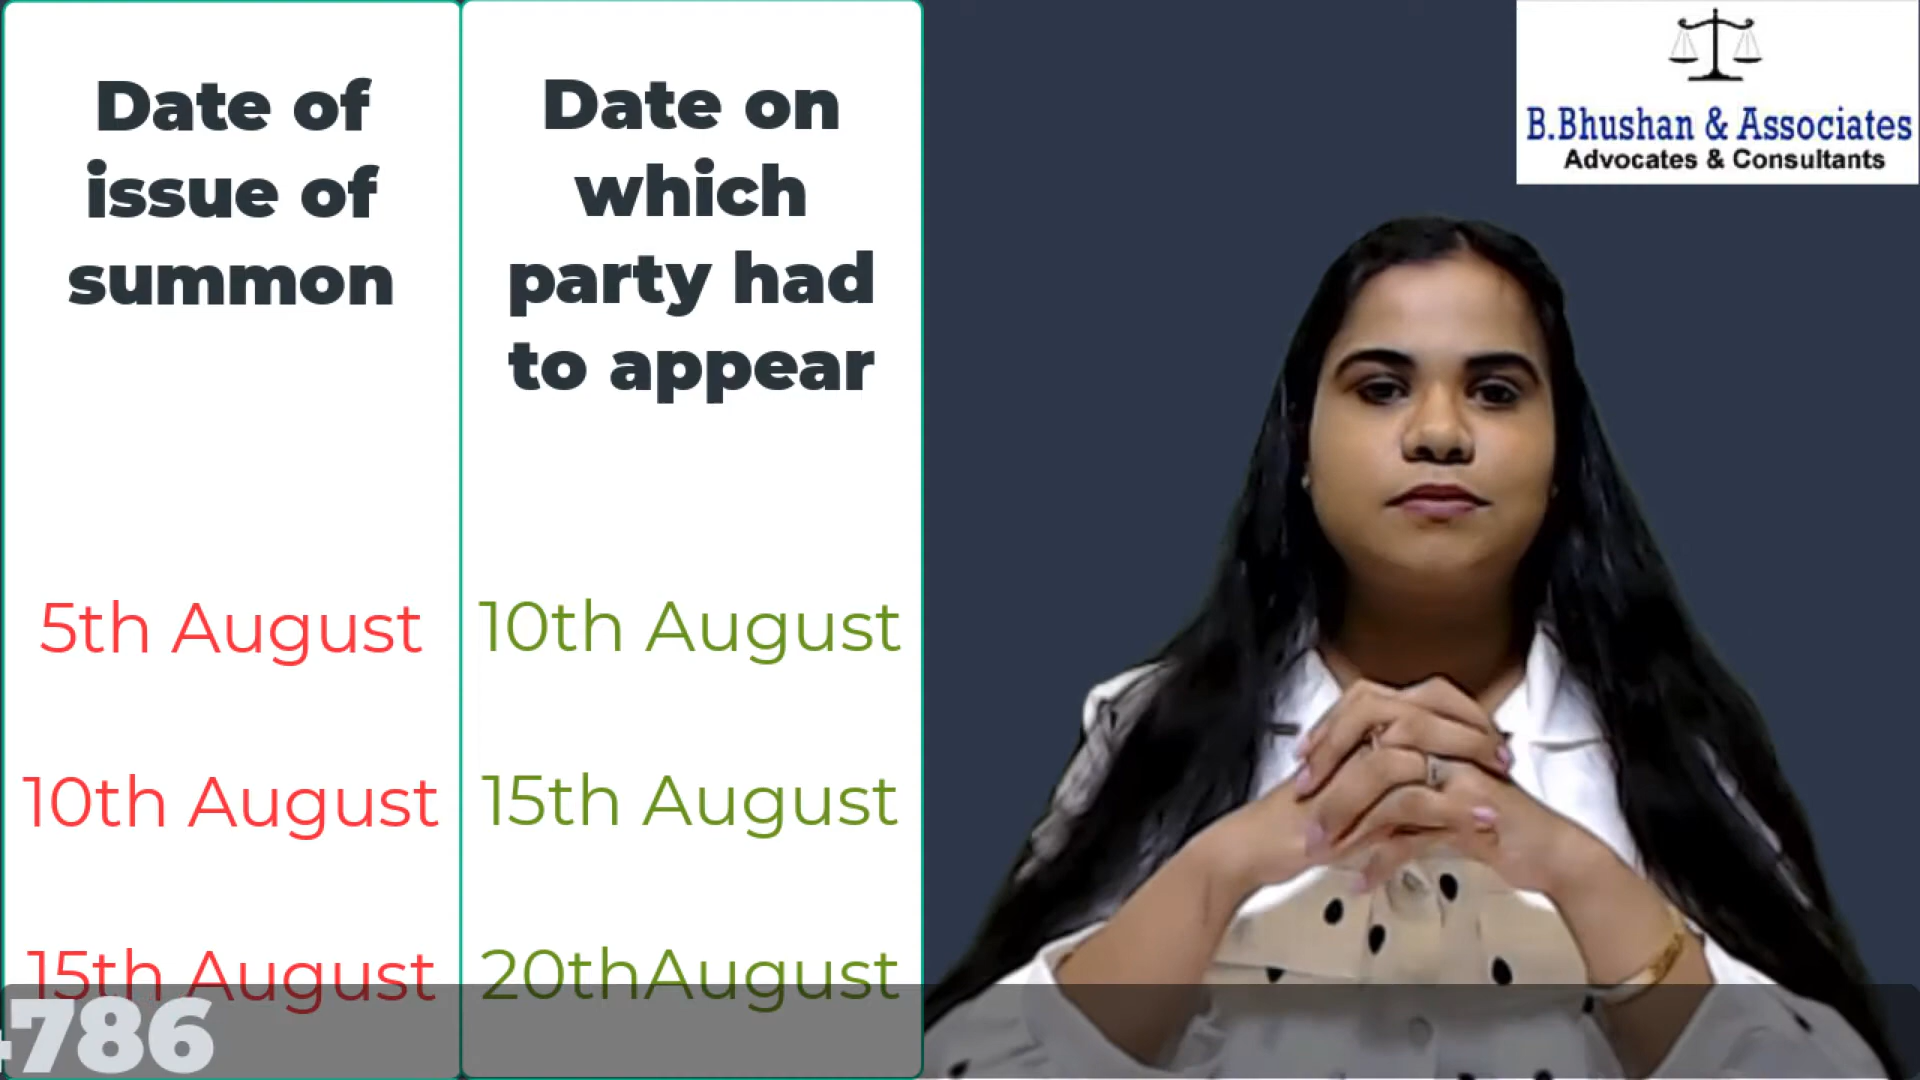 Date of
issue of
summon
Date on
which
party had
to appear
5th August
10th August
10th August
15th August
15th August
20thAugust
786
B.Bhushan & Associates
Advocates & Consultants